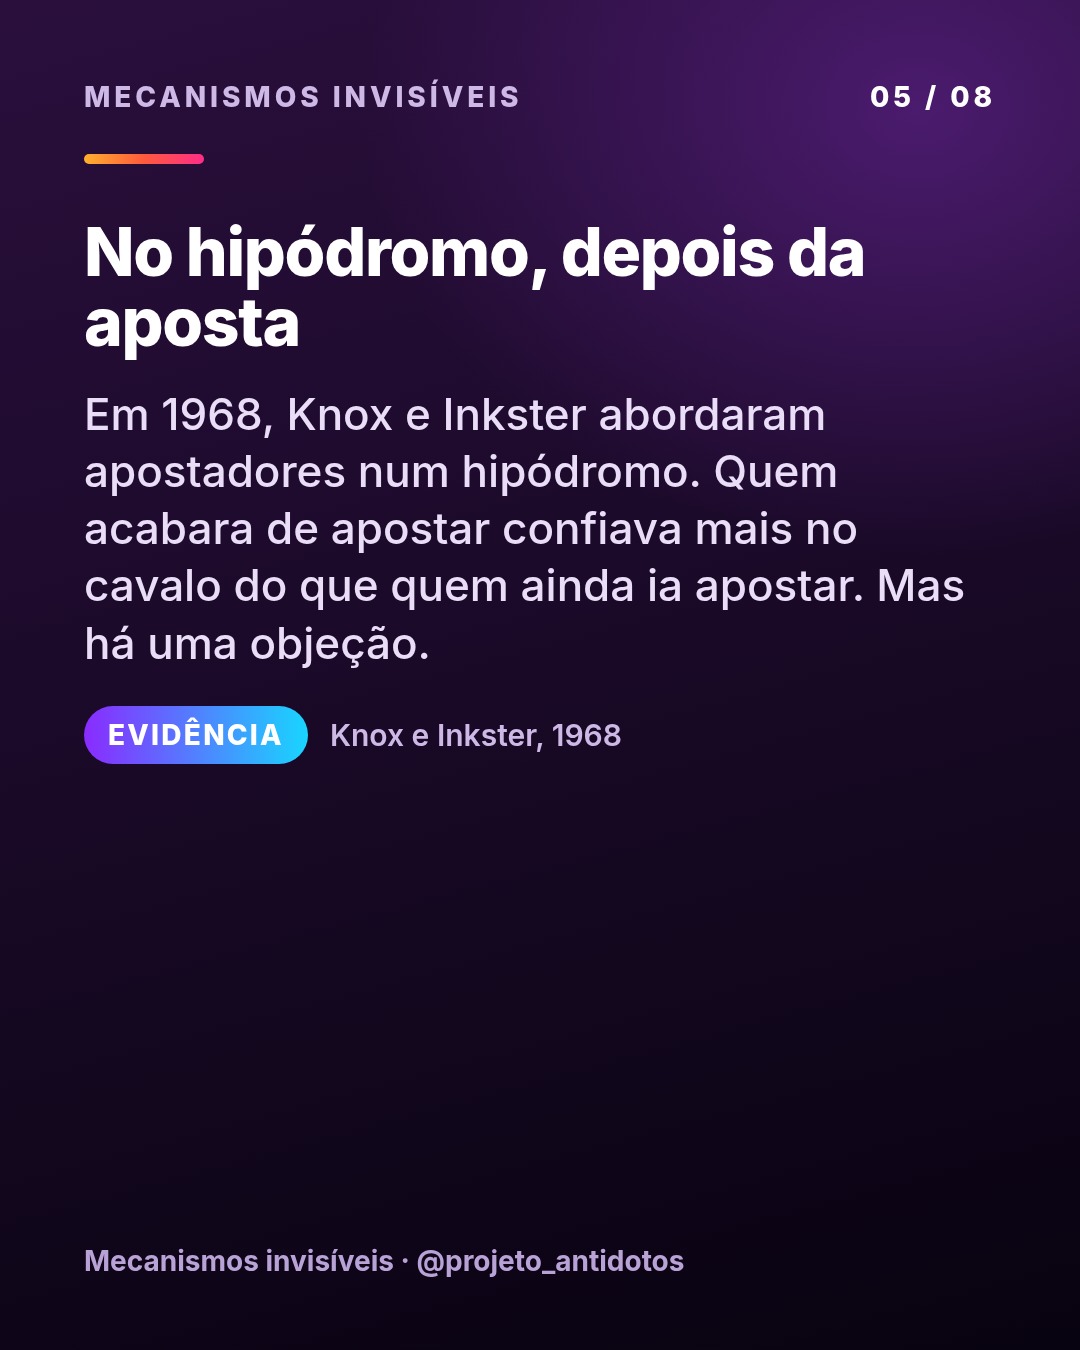 MECANISMOS INVISÍVEIS
05 / 08
No hipódromo, depois da
aposta
Em 1968, Knox e Inkster abordaram
apostadores num hipódromo. Quem
acabara de apostar confiava mais no
cavalo do que quem ainda ia apostar. Mas
há uma objeção.
EVIDÊNCIA
Knox e Inkster, 1968
Mecanismos invisíveis · @projeto_antidotos